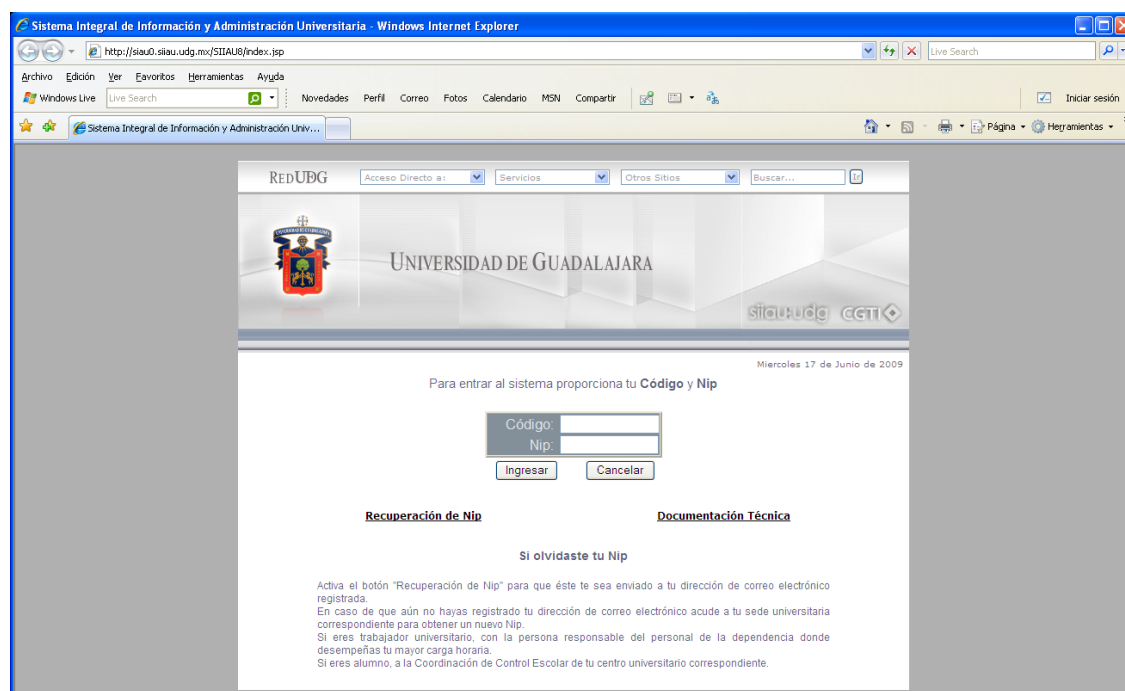 Sistema Integral de Información y Administración Universitaria - Windows Internet Explorer
http://siau0.siiau.udg.mx/SIIAU8/index.jsp
Live Search
Archivo Edición Ver Favoritos Herramientas Ayuda
Windows Live Live Search Novedades Perfil Correo Fotos Calendario MSN Compartir Iniciar sesión
Sistema Integral de Información y Administración Univ... Página Herramientas
RED UDG Acceso Directo a: Servicios Otros Sitios Buscar... Ir
UNIVERSIDAD DE GUADALAJARA
siiau:udg CGTI
Miercoles 17 de Junio de 2009
Para entrar al sistema proporciona tu Código y Nip
Código:
Nip:
Ingresar Cancelar
Recuperación de Nip Documentación Técnica
Si olvidaste tu Nip
Activa el botón "Recuperación de Nip" para que éste te sea enviado a tu dirección de correo electrónico
registrada.
En caso de que aún no hayas registrado tu dirección de correo electrónico acude a tu sede universitaria
correspondiente para obtener un nuevo Nip.
Si eres trabajador universitario, con la persona responsable del personal de la dependencia donde
desempeñas tu mayor carga horaria.
Si eres alumno, a la Coordinación de Control Escolar de tu centro universitario correspondiente.